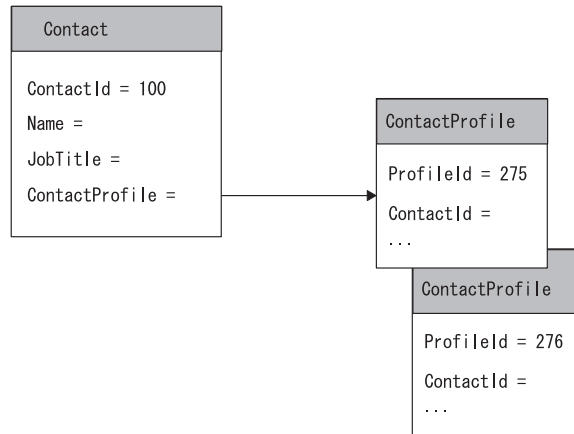 Contact
ContactId = 100
Name =
JobTitle =
ContactProfile =
ContactProfile
ProfileId = 275
ContactId =
...
ContactProfile
ProfileId = 276
ContactId =
...